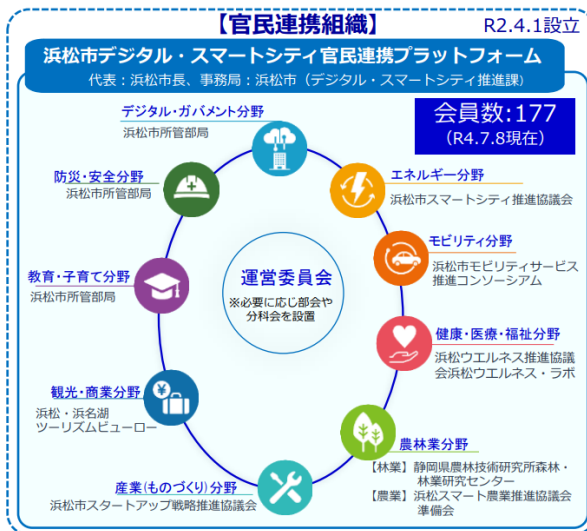 【官民連携組織】
R2.4.1設立
浜松市デジタル・スマートシティ官民連携プラットフォーム
代表：浜松市長、事務局：浜松市（デジタル・スマートシティ推進課）
会員数:177
（R4.7.8現在）
デジタル・ガバメント分野
浜松市所管部局
防災・安全分野
浜松市所管部局
エネルギー分野
浜松市スマートシティ推進協議会
モビリティ分野
浜松市モビリティサービス
推進コンソーシアム
教育・子育て分野
浜松市所管部局
運営委員会
※必要に応じ部会や
分科会を設置
健康・医療・福祉分野
浜松ウエルネス推進協議
会浜松ウエルネス・ラボ
観光・商業分野
浜松・浜名湖
ツーリズムビューロー
農林業分野
【林業】静岡県農林技術研究所森林・
林業研究センター
【農業】浜松スマート農業推進協議会
準備会
産業(ものづくり)分野
浜松市スタートアップ戦略推進協議会